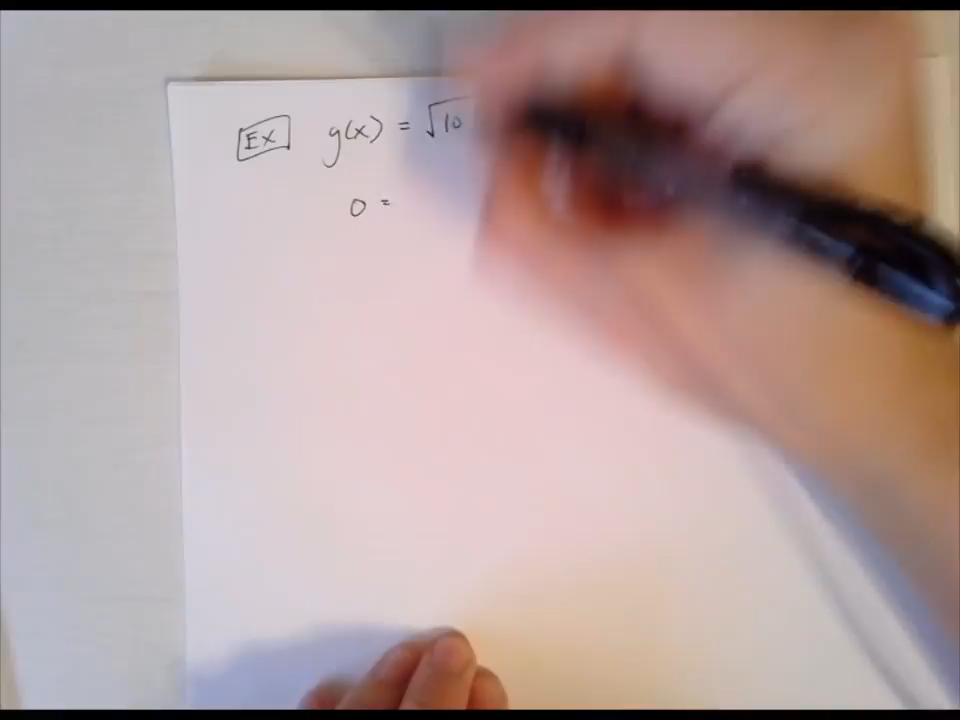 EX g(x) = √10
0 =